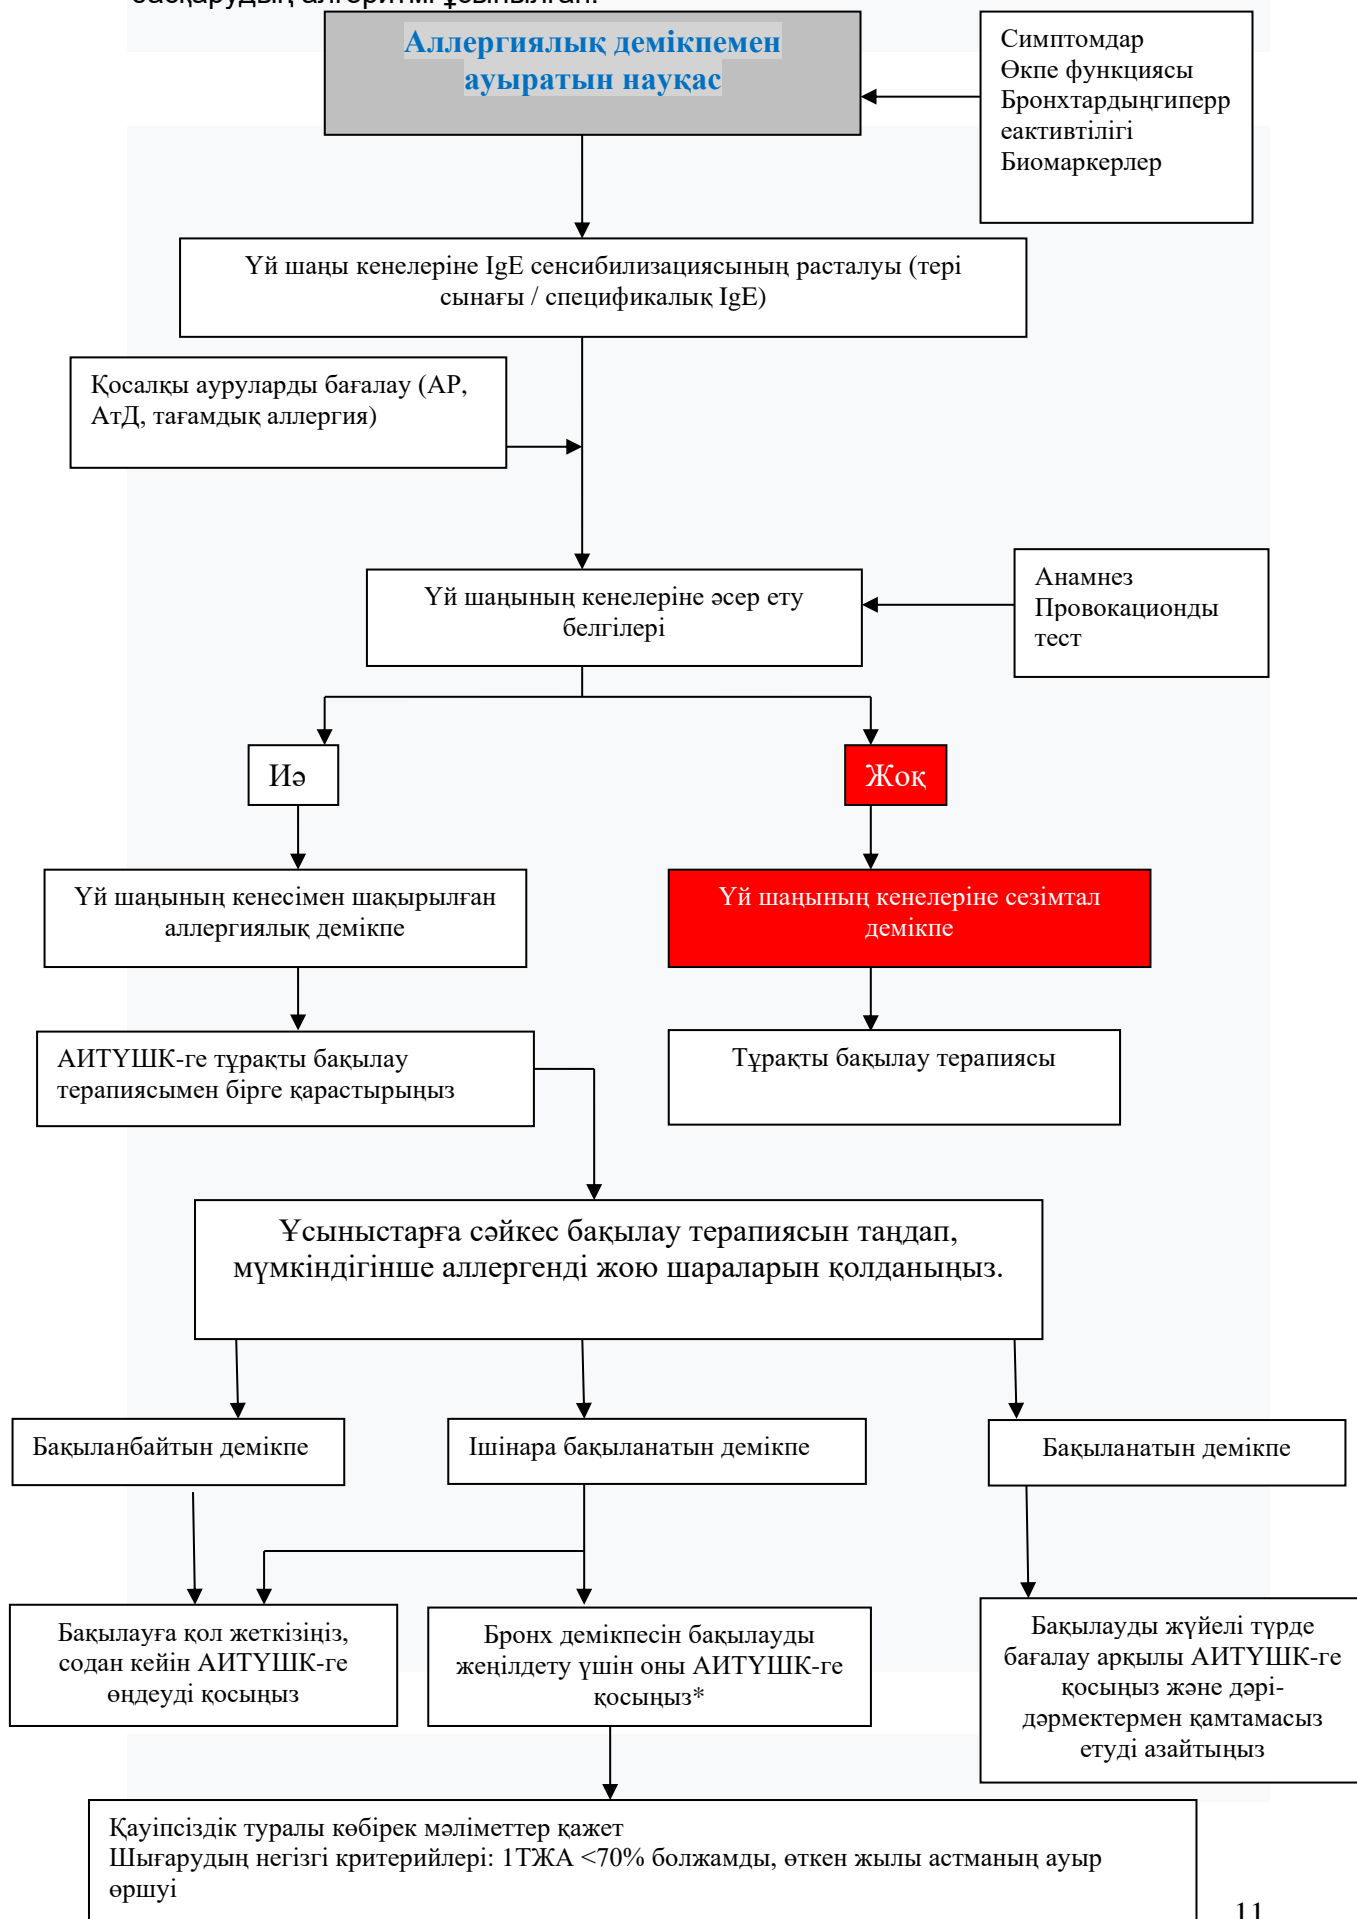 басқарудың алгоритмі ұсынылған.
Аллергиялық демікпемен
ауыратын науқас
Симптомдар
Өкпе функциясы
Бронхтардыңгиперр
еактивтілігі
Биомаркерлер
Үй шаңы кенелеріне IgE сенсибилизациясының расталуы (тері
сынағы / спецификалық IgE)
Қосалқы ауруларды бағалау (АР,
АтД, тағамдық аллергия)
Үй шаңының кенелеріне әсер ету
белгілері
Анамнез
Провокационды
тест
Иә
Жоқ
Үй шаңының кенесімен шақырылған
аллергиялық демікпе
Үй шаңының кенелеріне сезімтал
демікпе
АИТҮШК-ге тұрақты бақылау
терапиясымен бірге қарастырыңыз
Тұрақты бақылау терапиясы
Ұсыныстарға сәйкес бақылау терапиясын таңдап,
мүмкіндігінше аллергенді жою шараларын қолданыңыз.
Бақыланбайтын демікпе
Ішінара бақыланатын демікпе
Бақыланатын демікпе
Бақылауға қол жеткізіңіз,
содан кейін АИТҮШК-ге
өңдеуді қосыңыз
Бронх демікпесін бақылауды
жеңілдету үшін оны АИТҮШК-ге
қосыңыз*
Бақылауды жүйелі түрде
бағалау арқылы АИТҮШК-ге
қосыңыз және дәрі-
дәрмектермен қамтамасыз
етуді азайтыңыз
Қауіпсіздік туралы көбірек мәліметтер қажет
Шығарудың негізгі критерийлері: 1ТЖА <70% болжамды, өткен жылы астманың ауыр
өршуі
11